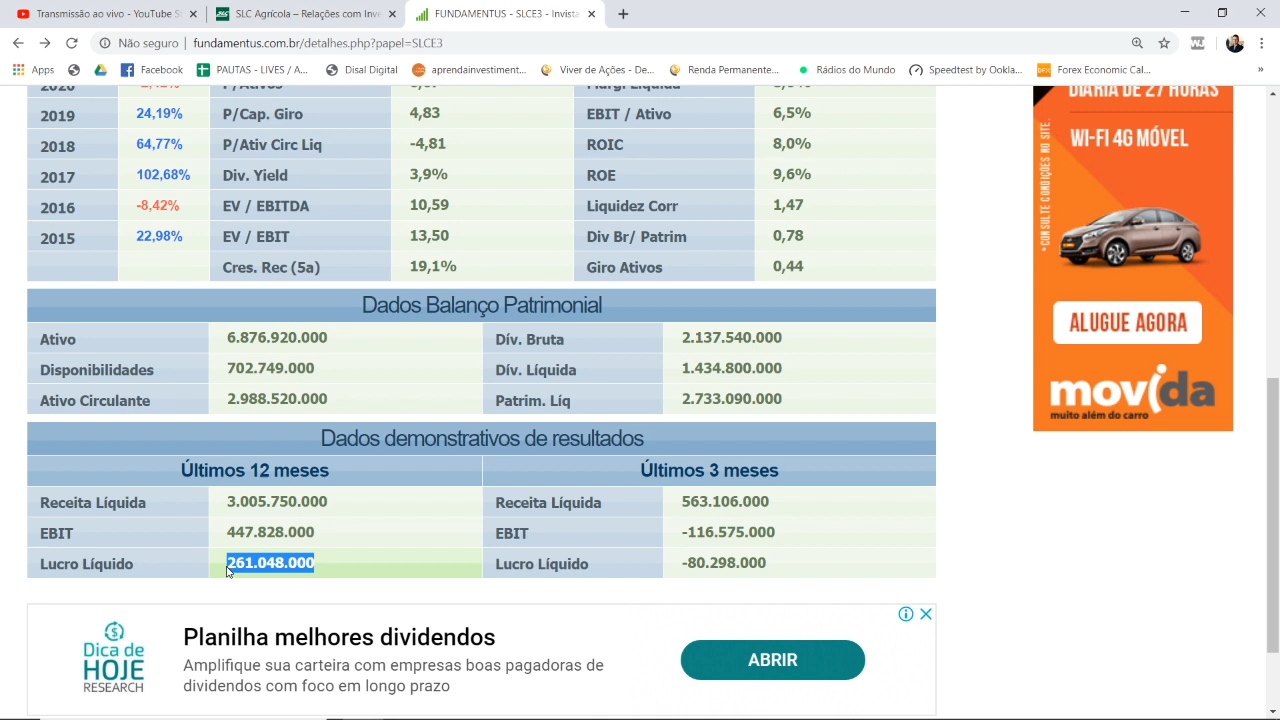 Transmissão ao vivo - YouTube S
SLC Agrícola – Relações com Inve
FUNDAMENTUS - SLCE3 - Invista
Não seguro | fundamentus.com.br/detalhes.php?papel=SLCE3
Apps
Facebook
PAUTAS - LIVES / A...
Disal Digital
aprendainvestiment...
Viver de Ações - De...
Renda Permanente...
Rádios do Mundo
Speedtest by Ookla...
Forex Economic Cal...
»
2020
2019 24,19% P/Cap. Giro 4,83 EBIT / Ativo 6,5%
2018 64,77% P/Ativ Circ Liq -4,81 ROIC 8,0%
2017 102,68% Div. Yield 3,9% ROE 9,6%
2016 -8,42% EV / EBITDA 10,59 Liquidez Corr 1,47
2015 22,98% EV / EBIT 13,50 Div Br/ Patrim 0,78
Cres. Rec (5a) 19,1% Giro Ativos 0,44
Dados Balanço Patrimonial
Ativo 6.876.920.000 Dív. Bruta 2.137.540.000
Disponibilidades 702.749.000 Dív. Líquida 1.434.800.000
Ativo Circulante 2.988.520.000 Patrim. Líq 2.733.090.000
Dados demonstrativos de resultados
Últimos 12 meses Últimos 3 meses
Receita Líquida 3.005.750.000 Receita Líquida 563.106.000
EBIT 447.828.000 EBIT -116.575.000
Lucro Líquido 261.048.000 Lucro Líquido -80.298.000
Dica de
HOJE
RESEARCH
Planilha melhores dividendos
Amplifique sua carteira com empresas boas pagadoras de
dividendos com foco em longo prazo
ABRIR
DIÁRIA DE 27 HORAS
WI-FI 4G MÓVEL
*CONSULTE CONDIÇÕES NO SITE.
ALUGUE AGORA
movida
muito além do carro